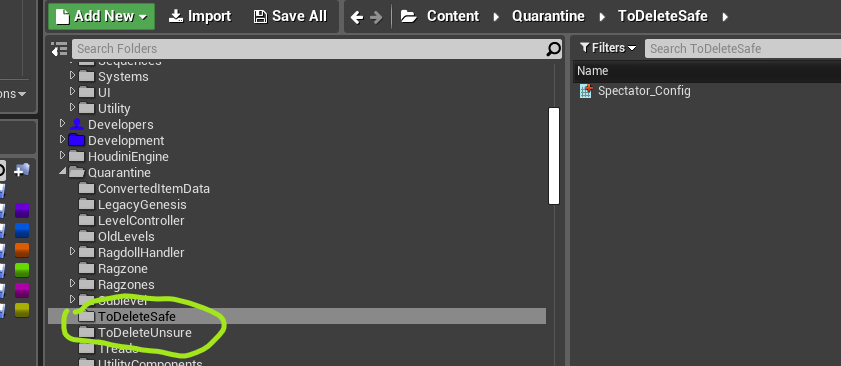 Add New
Import
Save All
Content
Quarantine
ToDeleteSafe
Search Folders
Filters
Search ToDeleteSafe
Name
Spectator_Config
Sequences
Systems
UI
Utility
Developers
Development
HoudiniEngine
Quarantine
ConvertedItemData
LegacyGenesis
LevelController
OldLevels
RagdollHandler
Ragzone
Ragzones
Sublevel
ToDeleteSafe
ToDeleteUnsure
Treads
UtilityComponents
ons